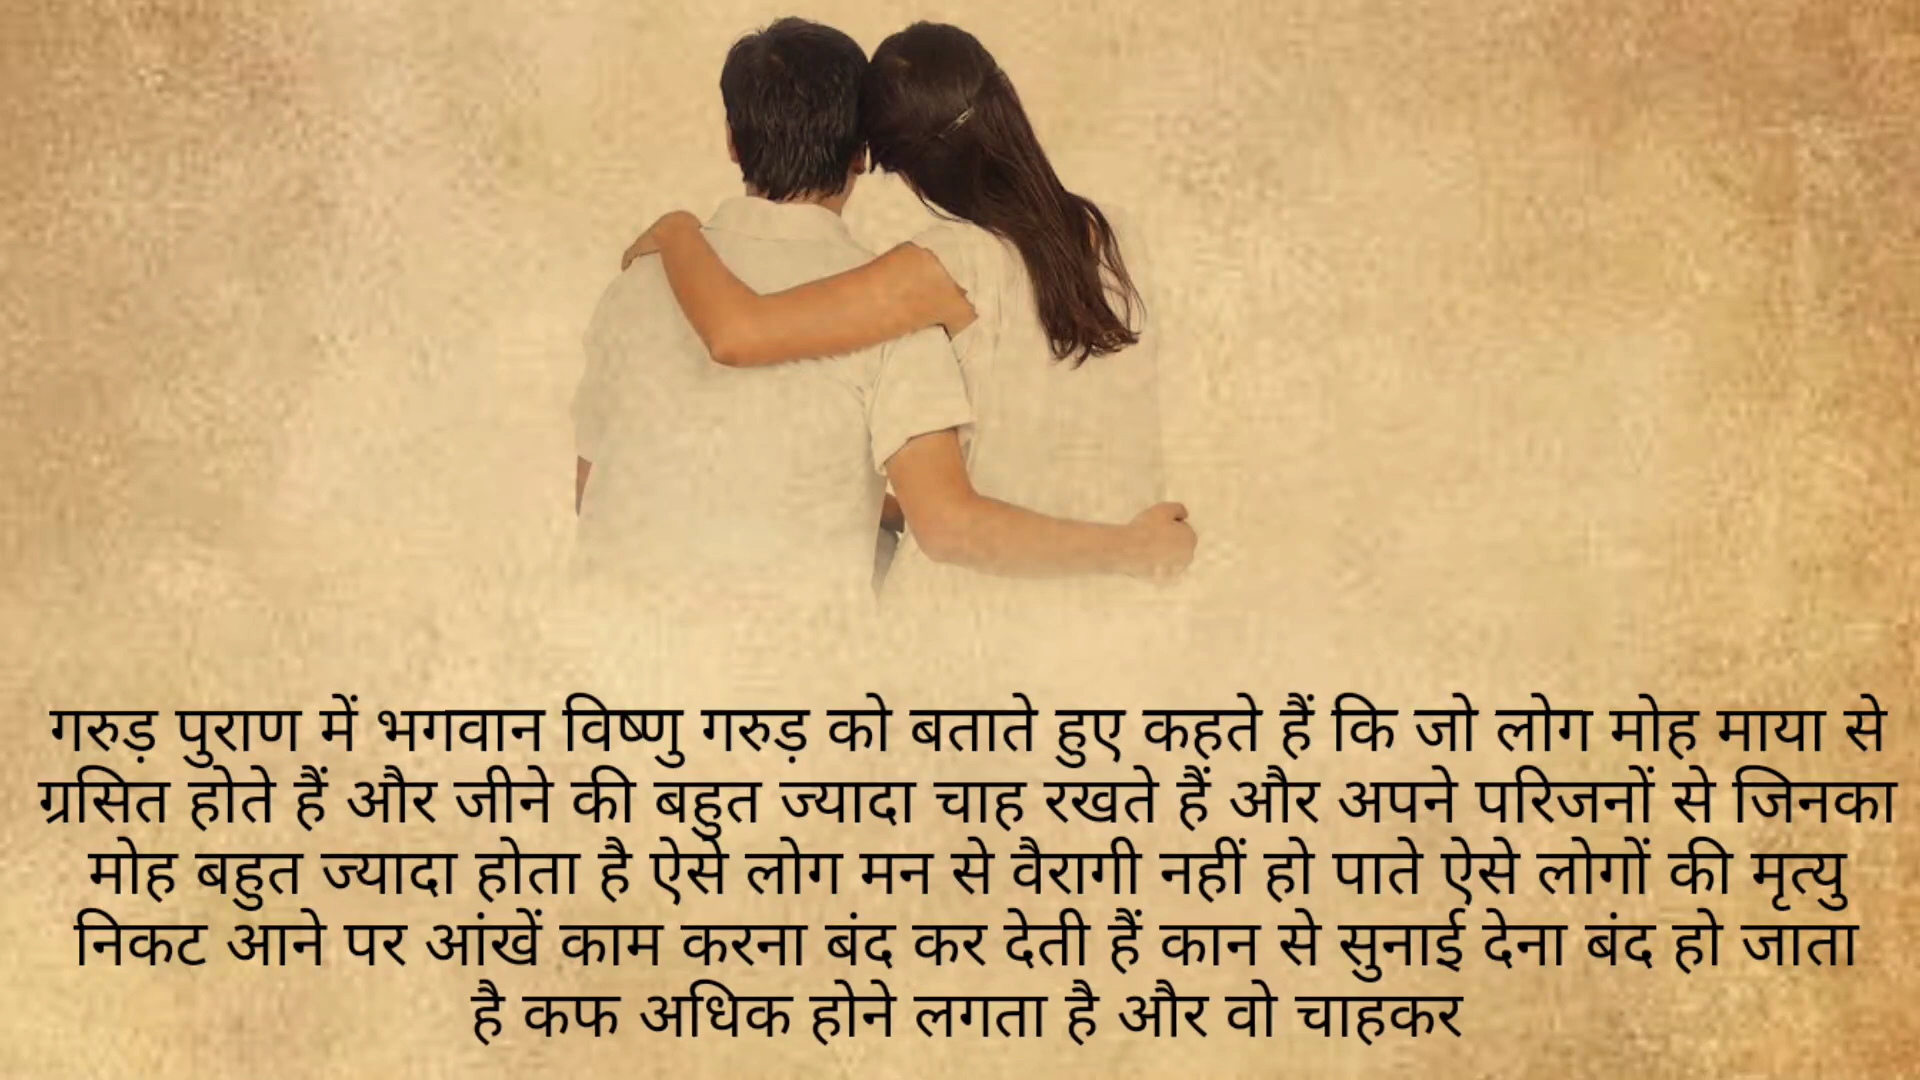 गरुड़ पुराण में भगवान विष्णु गरुड़ को बताते हुए कहते हैं कि जो लोग मोह माया से
ग्रसित होते हैं और जीने की बहुत ज्यादा चाह रखते हैं और अपने परिजनों से जिनका
मोह बहुत ज्यादा होता है ऐसे लोग मन से वैरागी नहीं हो पाते ऐसे लोगों की मृत्यु
निकट आने पर आंखें काम करना बंद कर देती हैं कान से सुनाई देना बंद हो जाता
है कफ अधिक होने लगता है और वो चाहकर